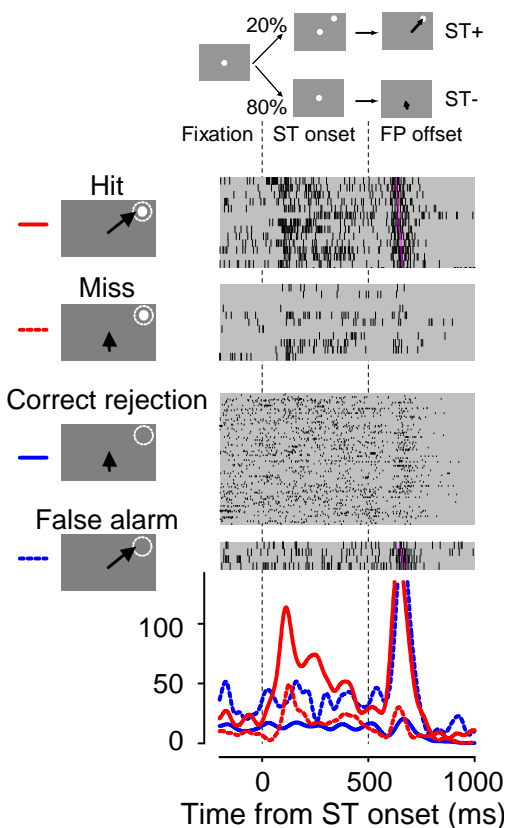 20%
ST+
80%
ST-
Fixation ST onset FP offset
Hit
Miss
Correct rejection
False alarm
100
50
0
0 500 1000
Time from ST onset (ms)